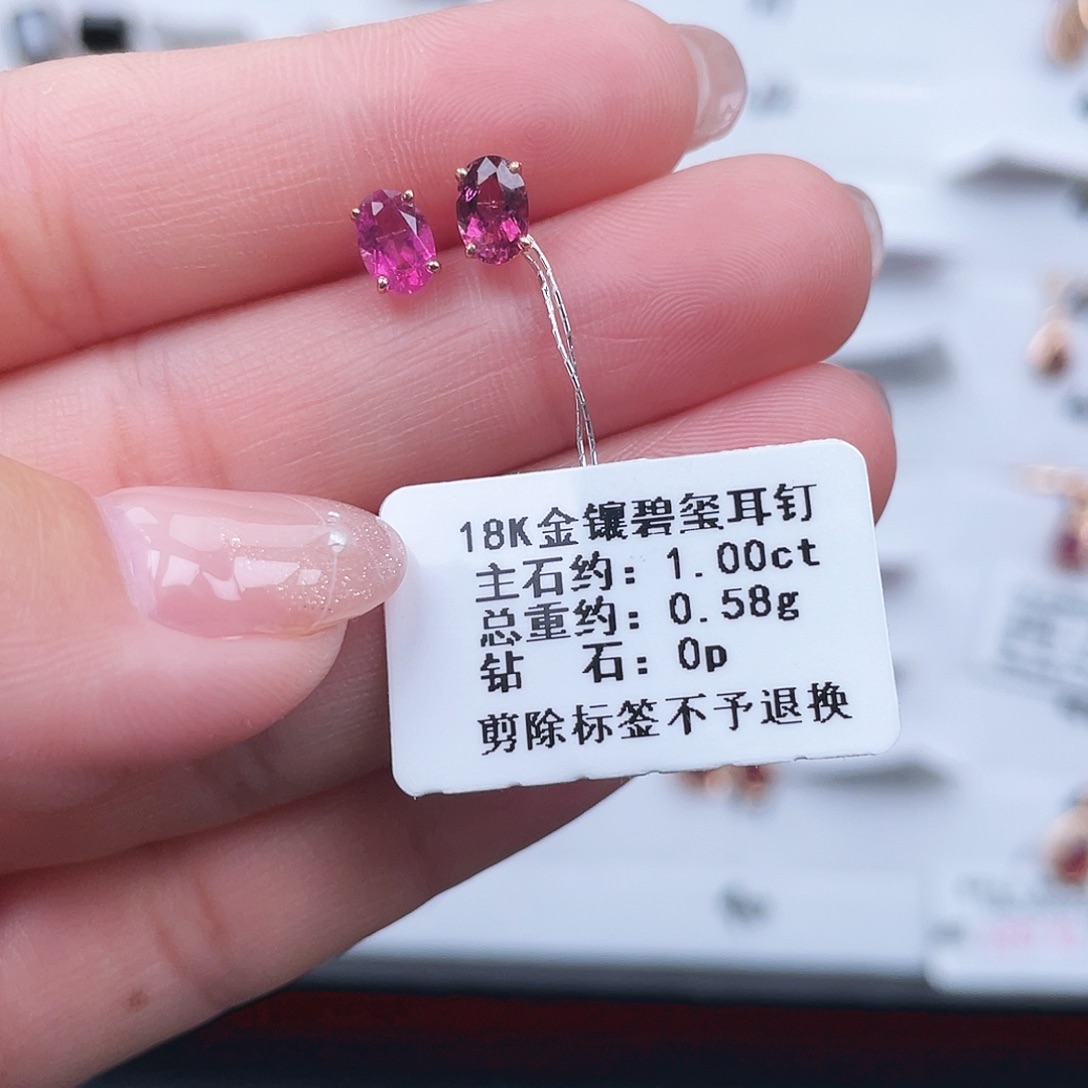 18K金镶碧玺耳钉
主石约：1.00ct
总重约：0.58g
钻　石：0p
剪除标签不予退换